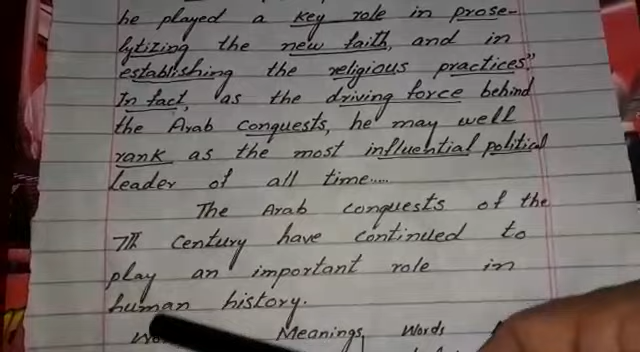 he played a key role in prose-
lytizing the new faith, and in
establishing the religious practices."
In fact, as the driving force behind
the Arab conquests, he may well
rank as the most influential political
leader of all time.....
The Arab conquests of the
7th century have continued to
play an important role in
human history.
Meanings Words